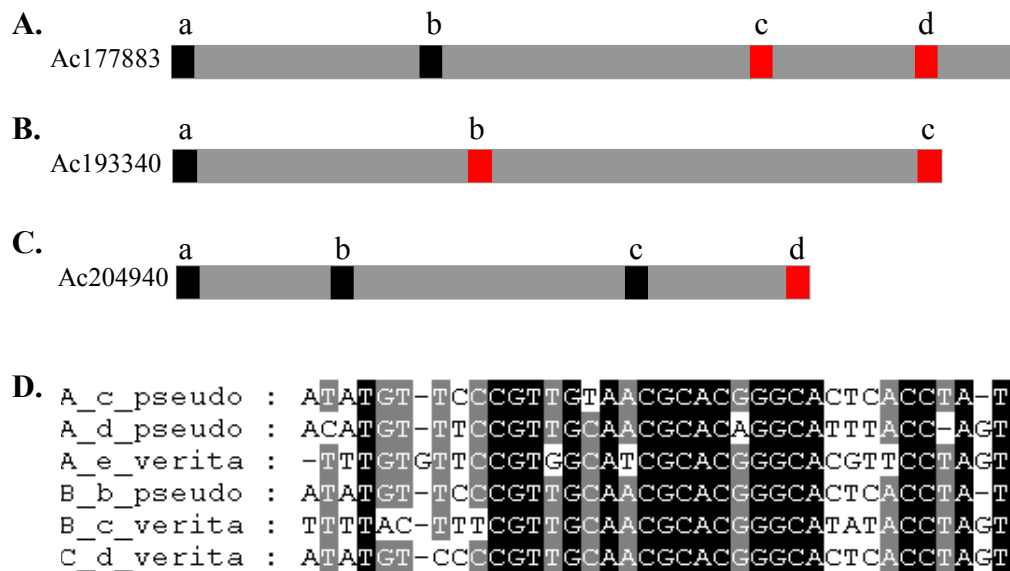 A.
a b c d
Ac177883
B.
a b c
Ac193340
C.
a b c d
Ac204940
D.
A_c_pseudo : ATATGT-TCCCGTTGTAACGCACGGGCACTCACCTA-T
A_d_pseudo : ACATGT-TTCCGTTGCAACGCACAGGCATTTACC-AGT
A_e_verita : -TTTGTGTTCCGTGGCATCGCACGGGCACGTTCCTAGT
B_b_pseudo : ATATGT-TCCCGTTGCAACGCACGGGCACTCACCTA-T
B_c_verita : TTTTAC-TTTCGTTGCAACGCACGGGCATATACCTAGT
C_d_verita : ATATGT-CCCCGTTGCAACGCACGGGCACTCACCTAGT